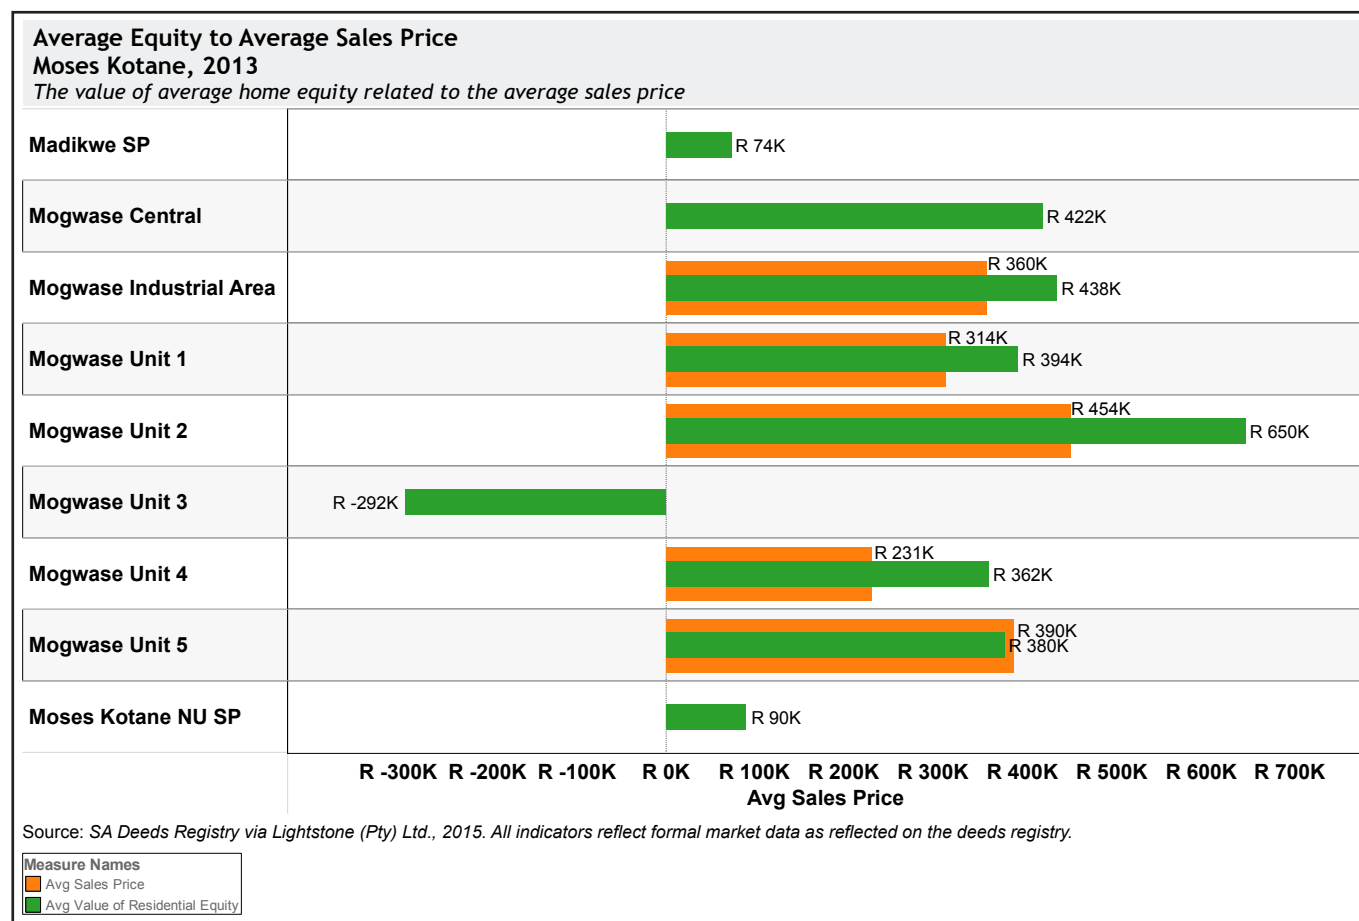 Average Equity to Average Sales Price
Moses Kotane, 2013
The value of average home equity related to the average sales price
Madikwe SP
R 74K
Mogwase Central
R 422K
Mogwase Industrial Area
R 360K
R 438K
Mogwase Unit 1
R 314K
R 394K
Mogwase Unit 2
R 454K
R 650K
Mogwase Unit 3
R -292K
Mogwase Unit 4
R 231K
R 362K
Mogwase Unit 5
R 390K
R 380K
Moses Kotane NU SP
R 90K
R -300K R -200K R -100K R 0K R 100K R 200K R 300K R 400K R 500K R 600K R 700K
Avg Sales Price
Source: SA Deeds Registry via Lightstone (Pty) Ltd., 2015. All indicators reflect formal market data as reflected on the deeds registry.
Measure Names
Avg Sales Price
Avg Value of Residential Equity